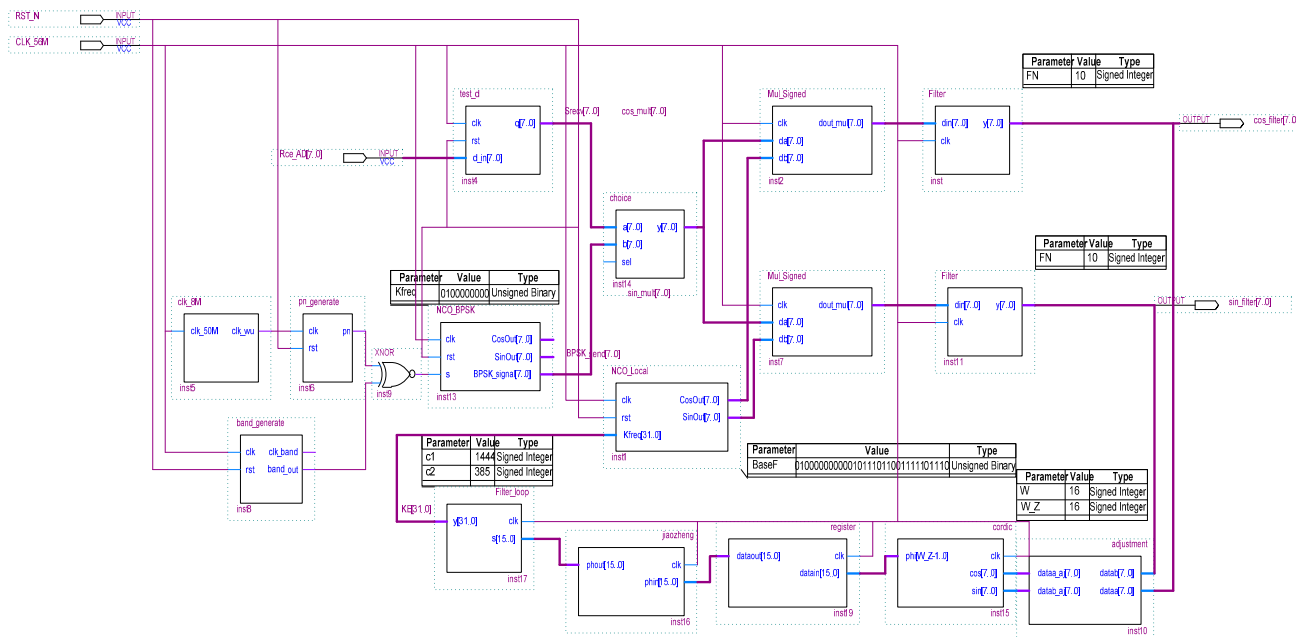 RST_N INPUT VCC
CLK_56M INPUT VCC
Parameter Value Type
FN 10 Signed Integer
test_d
Srecv[7..0] cos_mult[7..0]
clk q[7..0]
rst
d_in[7..0]
inst4
Rce_AD[7..0] INPUT VCC
Mul_Signed
clk dout_mul[7..0]
da[7..0]
db[7..0]
inst2
Filter
din[7..0] y[7..0]
clk
inst
OUTPUT cos_filter[7..0]
choice
a[7..0] y[7..0]
b[7..0]
sel
inst14
sin_mult[7..0]
Parameter Value Type
FN 10 Signed Integer
Parameter Value Type
Kfreq 0100000000 Unsigned Binary
Mul_Signed
clk dout_mul[7..0]
da[7..0]
db[7..0]
inst7
Filter
din[7..0] y[7..0]
clk
inst11
OUTPUT sin_filter[7..0]
clk_8M
clk_50M clk_wu
inst5
pn_generate
clk pn
rst
inst6
XNOR
inst9
NCO_BPSK
clk CosOut[7..0]
rst SinOut[7..0]
s BPSK_signal[7..0]
inst13
BPSK_send[7..0]
NCO_Local
clk CosOut[7..0]
rst SinOut[7..0]
Kfreq[31..0]
inst1
band_generate
clk clk_band
rst band_out
inst8
Parameter Value Type
c1 1444 Signed Integer
c2 385 Signed Integer
Parameter Value Type
BaseF Unsigned Binary
Parameter Value Type
W 16 Signed Integer
W_Z 16 Signed Integer
Filter_loop
y[31..0] clk
s[15..0]
inst17
jiaozheng
clk
phout[15..0]
phin[15..0]
inst16
register
dataout[15..0] clk
datain[15..0]
inst19
cordic
phi[W_Z-1..0] clk
cos[7..0]
sin[7..0]
inst15
adjustment
dataa_a[7..0] datab[7..0]
datab_a[7..0] dataa[7..0]
inst10